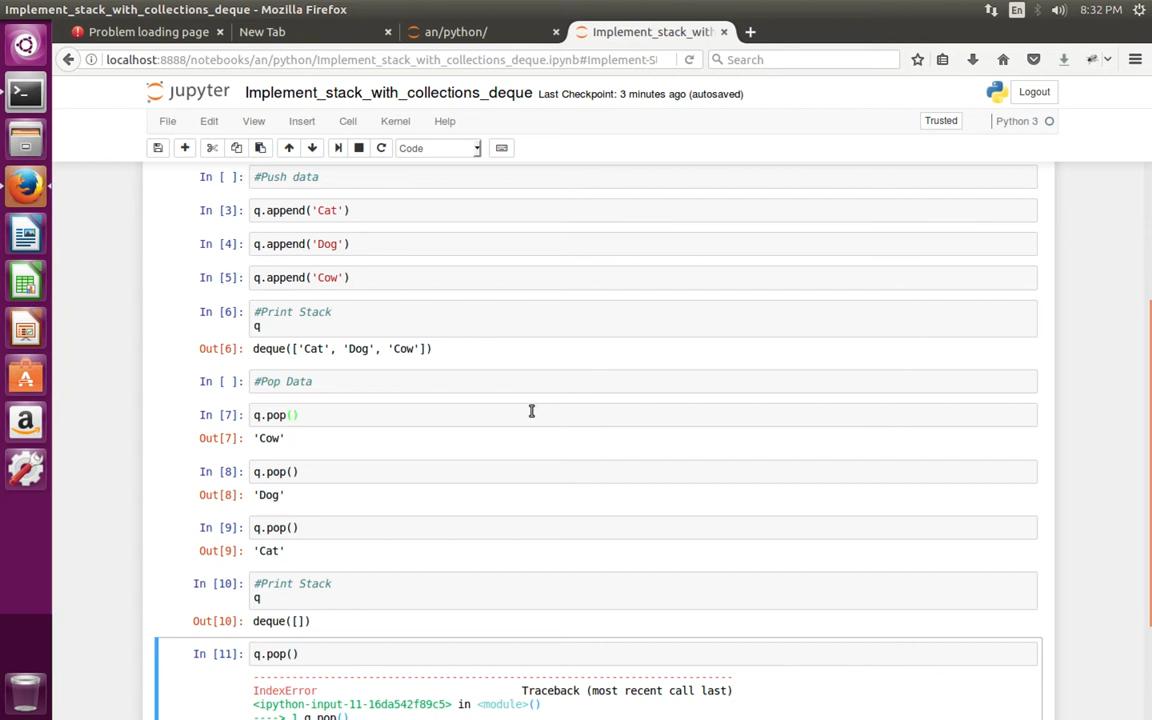 Implement_stack_with_collections_deque - Mozilla Firefox
En
8:32 PM
Problem loading page
New Tab
an/python/
Implement_stack_with
localhost:8888/notebooks/an/python/Implement_stack_with_collections_deque.ipynb#Implement-S
Search
jupyter
Implement_stack_with_collections_deque
Last Checkpoint: 3 minutes ago (autosaved)
Logout
File
Edit
View
Insert
Cell
Kernel
Help
Trusted
Python 3
Code
In [ ]: #Push data
In [3]: q.append('Cat')
In [4]: q.append('Dog')
In [5]: q.append('Cow')
In [6]: #Print Stack
q
Out[6]: deque(['Cat', 'Dog', 'Cow'])
In [ ]: #Pop Data
In [7]: q.pop()
Out[7]: 'Cow'
In [8]: q.pop()
Out[8]: 'Dog'
In [9]: q.pop()
Out[9]: 'Cat'
In [10]: #Print Stack
q
Out[10]: deque([])
In [11]: q.pop()
---------------------------------------------------------------------------
IndexError Traceback (most recent call last)
<ipython-input-11-16da542f89c5> in <module>()
----> 1 q.pop()